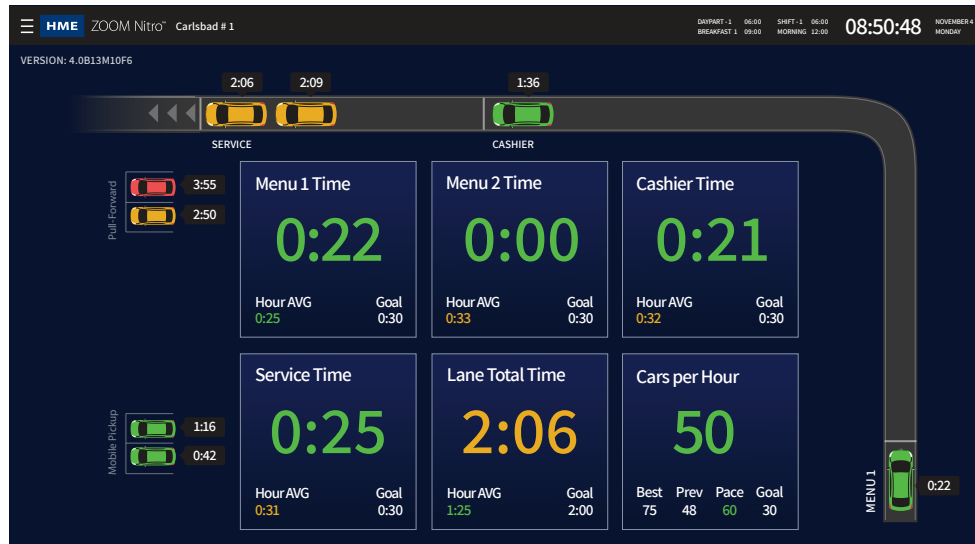 HME ZOOM Nitro™ Carlsbad # 1
DAYPART - 1 06:00 SHIFT - 1 06:00
BREAKFAST 1 09:00 MORNING 12:00
08:50:48
NOVEMBER 4
MONDAY
VERSION: 4.0B13M10F6
2:06 2:09 1:36
SERVICE CASHIER
Pull-Forward
3:55
2:50
Menu 1 Time
0:22
Hour AVG Goal
0:25 0:30
Menu 2 Time
0:00
Hour AVG Goal
0:33 0:30
Cashier Time
0:21
Hour AVG Goal
0:32 0:30
Mobile Pickup
1:16
0:42
Service Time
0:25
Hour AVG Goal
0:31 0:30
Lane Total Time
2:06
Hour AVG Goal
1:25 2:00
Cars per Hour
50
Best Prev Pace Goal
75 48 60 30
MENU 1
0:22